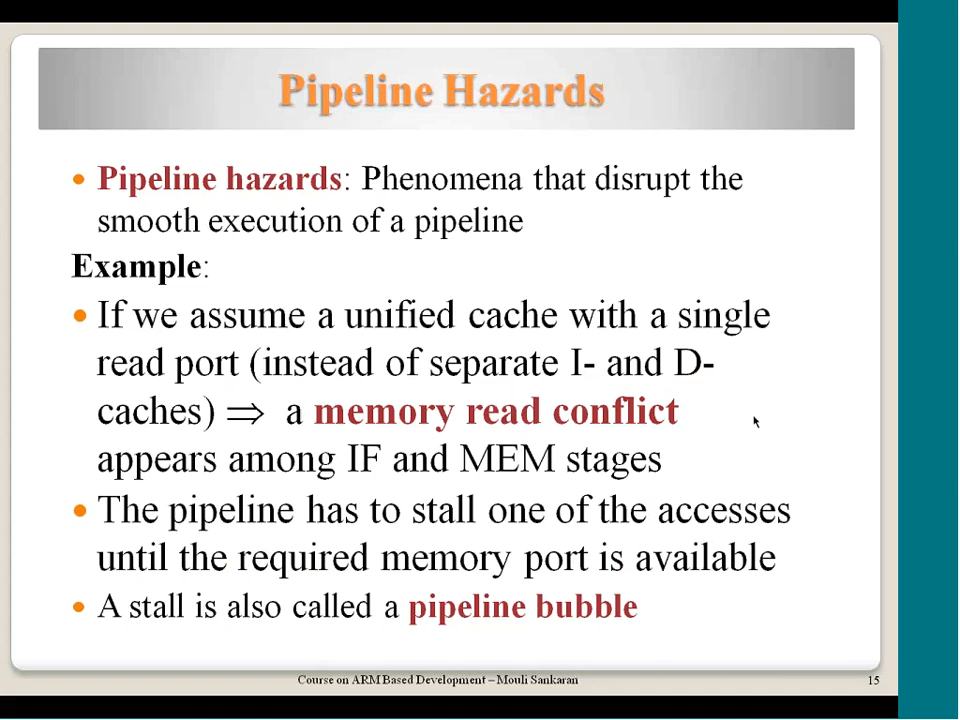 Pipeline Hazards
• Pipeline hazards: Phenomena that disrupt the
smooth execution of a pipeline
Example:
• If we assume a unified cache with a single
read port (instead of separate I- and D-
caches) ⇒ a memory read conflict
appears among IF and MEM stages
• The pipeline has to stall one of the accesses
until the required memory port is available
• A stall is also called a pipeline bubble
Course on ARM Based Development – Mouli Sankaran
15